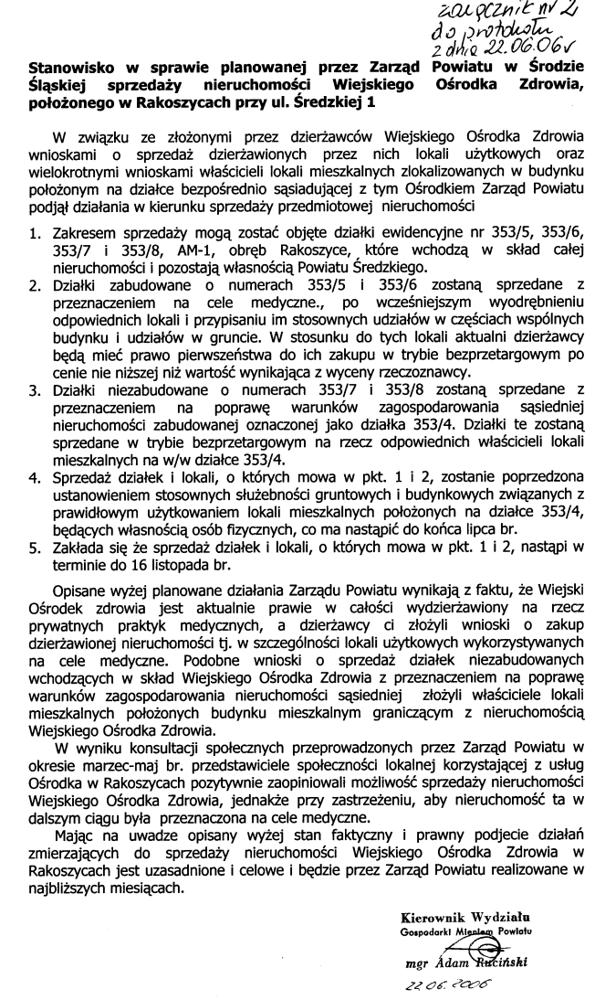 załącznik nr 2
do protokołu
z dnia 22.06.06r
Stanowisko w sprawie planowanej przez Zarząd Powiatu w Środzie
Śląskiej sprzedaży nieruchomości Wiejskiego Ośrodka Zdrowia,
położonego w Rakoszycach przy ul. Średzkiej 1
W związku ze złożonymi przez dzierżawców Wiejskiego Ośrodka Zdrowia
wnioskami o sprzedaż dzierżawionych przez nich lokali użytkowych oraz
wielokrotnymi wnioskami właścicieli lokali mieszkalnych zlokalizowanych w budynku
położonym na działce bezpośrednio sąsiadującej z tym Ośrodkiem Zarząd Powiatu
podjął działania w kierunku sprzedaży przedmiotowej nieruchomości
1. Zakresem sprzedaży mogą zostać objęte działki ewidencyjne nr 353/5, 353/6,
353/7 i 353/8, AM-1, obręb Rakoszyce, które wchodzą w skład całej
nieruchomości i pozostają własnością Powiatu Średzkiego.
2. Działki zabudowane o numerach 353/5 i 353/6 zostaną sprzedane z
przeznaczeniem na cele medyczne., po wcześniejszym wyodrębnieniu
odpowiednich lokali i przypisaniu im stosownych udziałów w częściach wspólnych
budynku i udziałów w gruncie. W stosunku do tych lokali aktualni dzierżawcy
będą mieć prawo pierwszeństwa do ich zakupu w trybie bezprzetargowym po
cenie nie niższej niż wartość wynikająca z wyceny rzeczoznawcy.
3. Działki niezabudowane o numerach 353/7 i 353/8 zostaną sprzedane z
przeznaczeniem na poprawę warunków zagospodarowania sąsiedniej
nieruchomości zabudowanej oznaczonej jako działka 353/4. Działki te zostaną
sprzedane w trybie bezprzetargowym na rzecz odpowiednich właścicieli lokali
mieszkalnych na w/w działce 353/4.
4. Sprzedaż działek i lokali, o których mowa w pkt. 1 i 2, zostanie poprzedzona
ustanowieniem stosownych służebności gruntowych i budynkowych związanych z
prawidłowym użytkowaniem lokali mieszkalnych położonych na działce 353/4,
będących własnością osób fizycznych, co ma nastąpić do końca lipca br.
5. Zakłada się że sprzedaż działek i lokali, o których mowa w pkt. 1 i 2, nastąpi w
terminie do 16 listopada br.
Opisane wyżej planowane działania Zarządu Powiatu wynikają z faktu, że Wiejski
Ośrodek zdrowia jest aktualnie prawie w całości wydzierżawiony na rzecz
prywatnych praktyk medycznych, a dzierżawcy ci złożyli wnioski o zakup
dzierżawionej nieruchomości tj. w szczególności lokali użytkowych wykorzystywanych
na cele medyczne. Podobne wnioski o sprzedaż działek niezabudowanych
wchodzących w skład Wiejskiego Ośrodka Zdrowia z przeznaczeniem na poprawę
warunków zagospodarowania nieruchomości sąsiedniej złożyli właściciele lokali
mieszkalnych położonych budynku mieszkalnym graniczącym z nieruchomością
Wiejskiego Ośrodka Zdrowia.
W wyniku konsultacji społecznych przeprowadzonych przez Zarząd Powiatu w
okresie marzec-maj br. przedstawiciele społeczności lokalnej korzystającej z usług
Ośrodka w Rakoszycach pozytywnie zaopiniowali możliwość sprzedaży nieruchomości
Wiejskiego Ośrodka Zdrowia, jednakże przy zastrzeżeniu, aby nieruchomość ta w
dalszym ciągu była przeznaczona na cele medyczne.
Mając na uwadze opisany wyżej stan faktyczny i prawny podjecie działań
zmierzających do sprzedaży nieruchomości Wiejskiego Ośrodka Zdrowia w
Rakoszycach jest uzasadnione i celowe i będzie przez Zarząd Powiatu realizowane w
najbliższych miesiącach.
Kierownik Wydziału
Gospodarki Mieniem Powiatu
mgr Adam Ruciński
22.06.2006